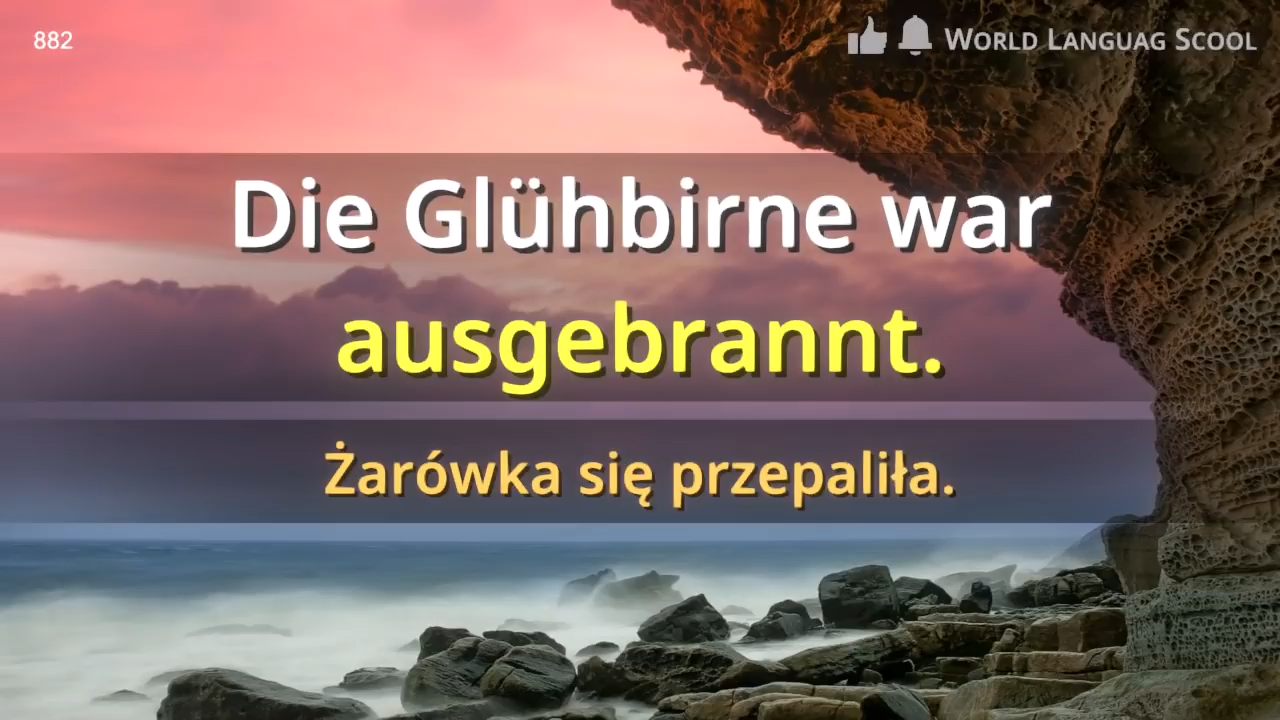 882
World Languag Scool
Die Glühbirne war
ausgebrannt.
Żarówka się przepaliła.